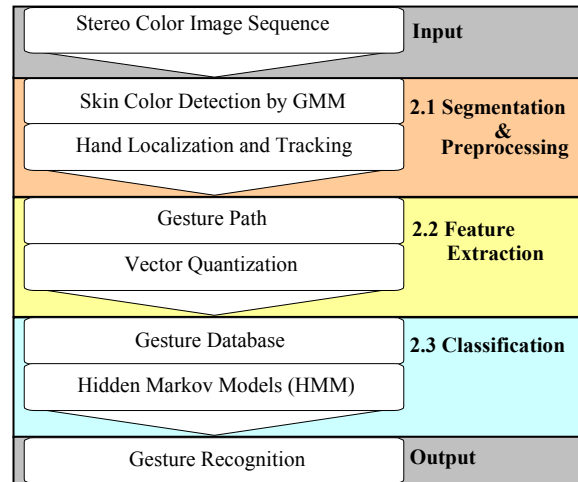 Stereo Color Image Sequence
Input
Skin Color Detection by GMM
Hand Localization and Tracking
2.1 Segmentation
&
Preprocessing
Gesture Path
Vector Quantization
2.2 Feature
Extraction
Gesture Database
Hidden Markov Models (HMM)
2.3 Classification
Gesture Recognition
Output